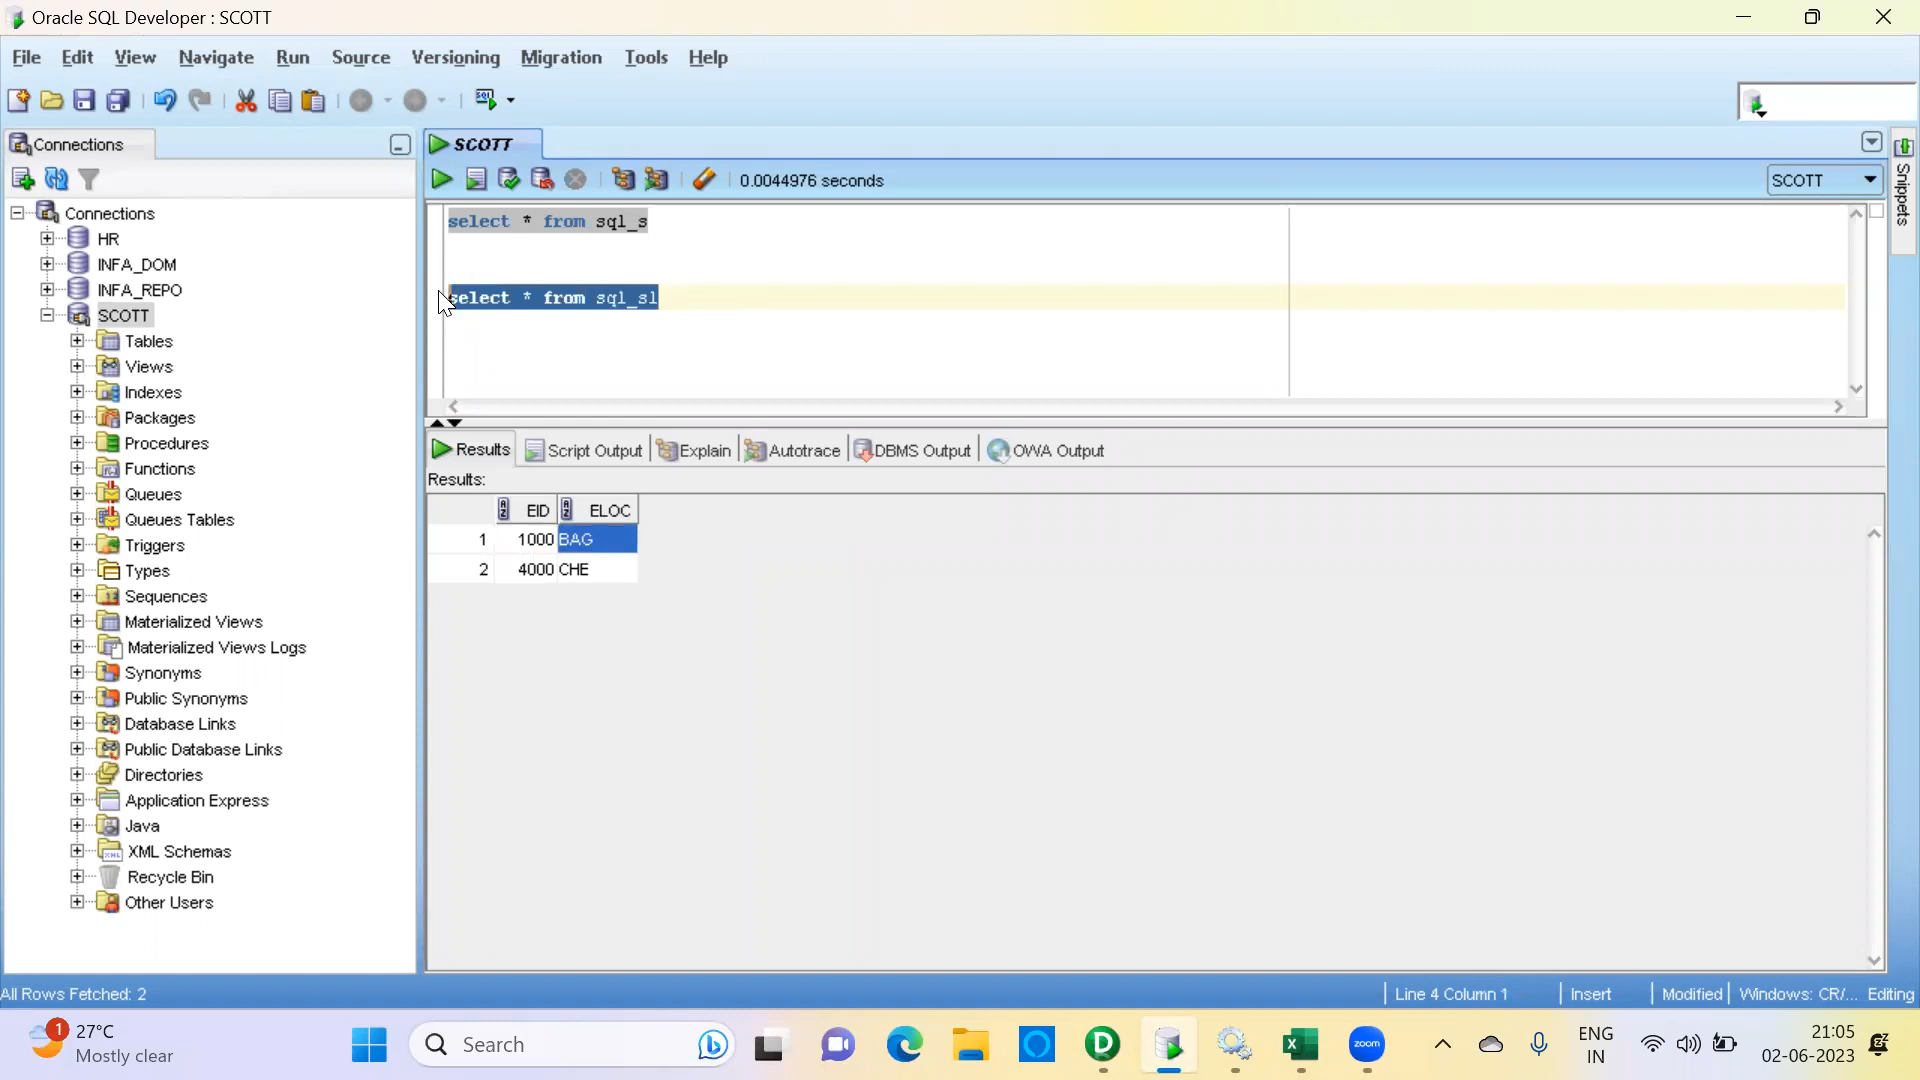 Oracle SQL Developer : SCOTT
File Edit View Navigate Run Source Versioning Migration Tools Help
Connections
SCOTT
0.0044976 seconds
SCOTT
Snippets
Connections
HR
INFA_DOM
INFA_REPO
SCOTT
Tables
Views
Indexes
Packages
Procedures
Functions
Queues
Queues Tables
Triggers
Types
Sequences
Materialized Views
Materialized Views Logs
Synonyms
Public Synonyms
Database Links
Public Database Links
Directories
Application Express
Java
XML Schemas
Recycle Bin
Other Users
select * from sql_s
select * from sql_sl
Results Script Output Explain Autotrace DBMS Output OWA Output
Results:
EID ELOC
1 1000 BAG
2 4000 CHE
All Rows Fetched: 2
Line 4 Column 1 Insert Modified Windows: CR/... Editing
1 27°C
Mostly clear
Search
zoom
ENG
IN
21:05
02-06-2023